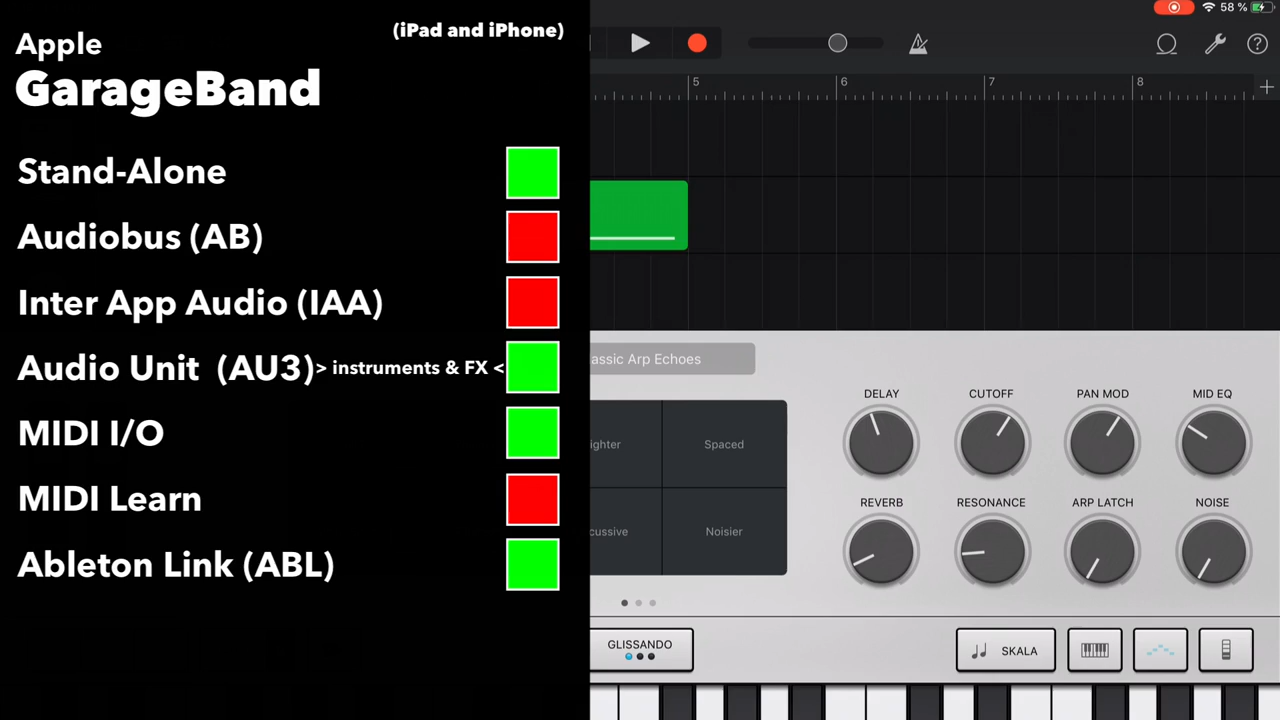 (iPad and iPhone)
Apple
GarageBand
Stand-Alone
Audiobus (AB)
Inter App Audio (IAA)
Audio Unit (AU3)> instruments & FX <
MIDI I/O
MIDI Learn
Ableton Link (ABL)
58 %
5 6 7 8
assic Arp Echoes
ighter Spaced
cussive Noisier
DELAY CUTOFF PAN MOD MID EQ
REVERB RESONANCE ARP LATCH NOISE
GLISSANDO
SKALA